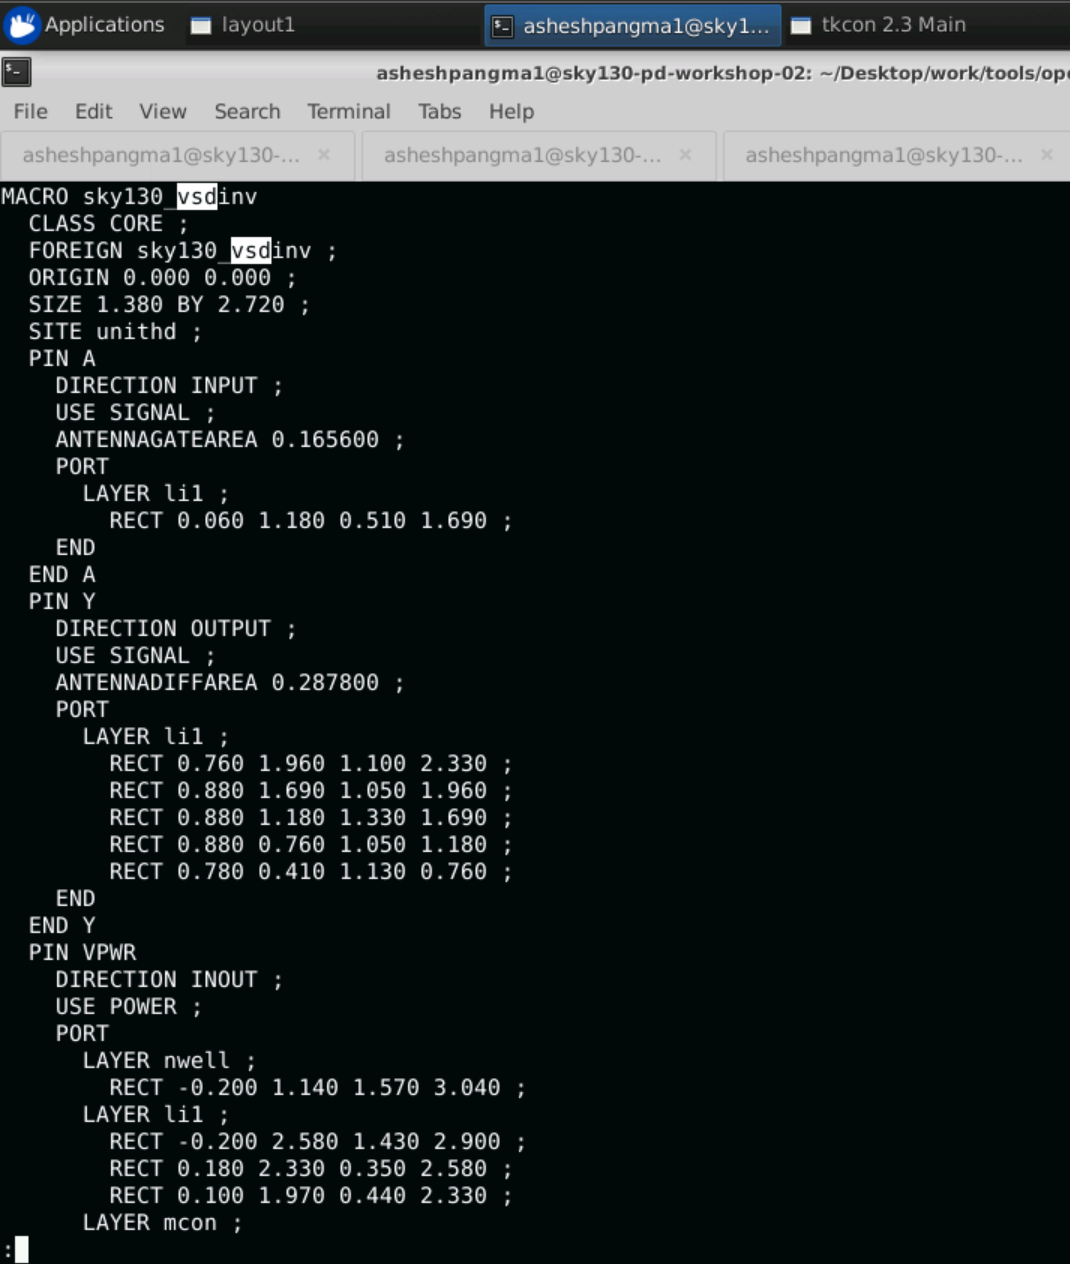 Applications layout1 asheshpangma1@sky1... tkcon 2.3 Main
asheshpangma1@sky130-pd-workshop-02: ~/Desktop/work/tools/ope
File Edit View Search Terminal Tabs Help
asheshpangma1@sky130-... × asheshpangma1@sky130-... × asheshpangma1@sky130-... ×
MACRO sky130_vsdinv
CLASS CORE ;
FOREIGN sky130_vsdinv ;
ORIGIN 0.000 0.000 ;
SIZE 1.380 BY 2.720 ;
SITE unithd ;
PIN A
DIRECTION INPUT ;
USE SIGNAL ;
ANTENNAGATEAREA 0.165600 ;
PORT
LAYER li1 ;
RECT 0.060 1.180 0.510 1.690 ;
END
END A
PIN Y
DIRECTION OUTPUT ;
USE SIGNAL ;
ANTENNADIFFAREA 0.287800 ;
PORT
LAYER li1 ;
RECT 0.760 1.960 1.100 2.330 ;
RECT 0.880 1.690 1.050 1.960 ;
RECT 0.880 1.180 1.330 1.690 ;
RECT 0.880 0.760 1.050 1.180 ;
RECT 0.780 0.410 1.130 0.760 ;
END
END Y
PIN VPWR
DIRECTION INOUT ;
USE POWER ;
PORT
LAYER nwell ;
RECT -0.200 1.140 1.570 3.040 ;
LAYER li1 ;
RECT -0.200 2.580 1.430 2.900 ;
RECT 0.180 2.330 0.350 2.580 ;
RECT 0.100 1.970 0.440 2.330 ;
LAYER mcon ;
: